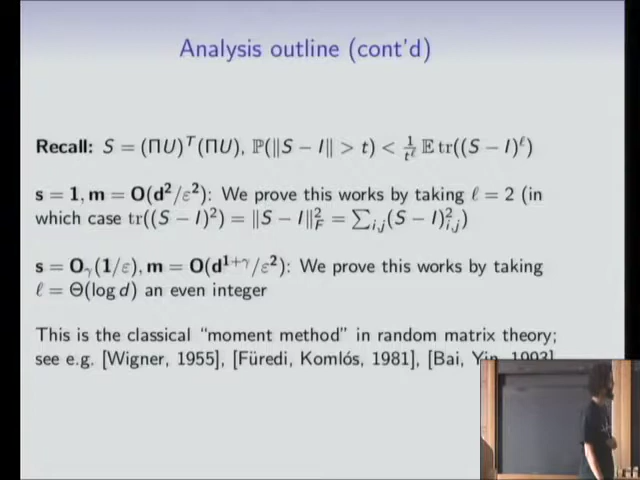 Analysis outline (cont'd)
Recall: S = (ΠU)ᵀ(ΠU), ℙ(‖S − I‖ > t) < 1/tˡ 𝔼 tr((S − I)ˡ)
s = 1, m = O(d²/ε²): We prove this works by taking ℓ = 2 (in
which case tr((S − I)²) = ‖S − I‖²_F = ∑_{i,j}(S − I)²_{i,j})
s = O_γ(1/ε), m = O(d^{1+γ}/ε²): We prove this works by taking
ℓ = Θ(log d) an even integer
This is the classical “moment method” in random matrix theory;
see e.g. [Wigner, 1955], [Füredi, Komlós, 1981], [Bai, Yin, 1993]